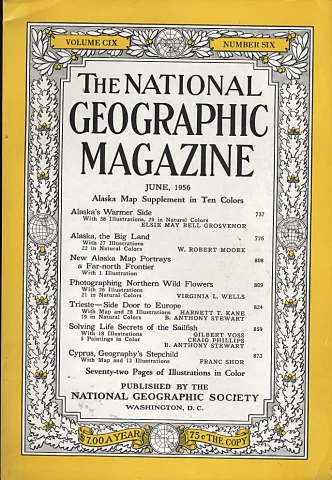 VOLUME CIX
NUMBER SIX
THE NATIONAL
GEOGRAPHIC
MAGAZINE
JUNE, 1956
Alaska Map Supplement in Ten Colors
Alaska's Warmer Side 737
With 38 Illustrations, 29 in Natural Colors
ELSIE MAY BELL GROSVENOR
Alaska, the Big Land 776
With 27 Illustrations
22 in Natural Colors W. ROBERT MOORE
New Alaska Map Portrays 808
a Far-north Frontier
With 1 Illustration
Photographing Northern Wild Flowers 809
With 26 Illustrations
21 in Natural Colors VIRGINIA L. WELLS
Trieste—Side Door to Europe 824
With Map and 28 Illustrations HARNETT T. KANE
19 in Natural Colors B. ANTHONY STEWART
Solving Life Secrets of the Sailfish 859
With 18 Illustrations GILBERT VOSS
5 Paintings in Color CRAIG PHILLIPS
B. ANTHONY STEWART
Cyprus, Geography's Stepchild 873
With Map and 13 Illustrations FRANC SHOR
Seventy-two Pages of Illustrations in Color
PUBLISHED BY THE
NATIONAL GEOGRAPHIC SOCIETY
WASHINGTON, D. C.
$7.00 A YEAR
75¢ THE COPY